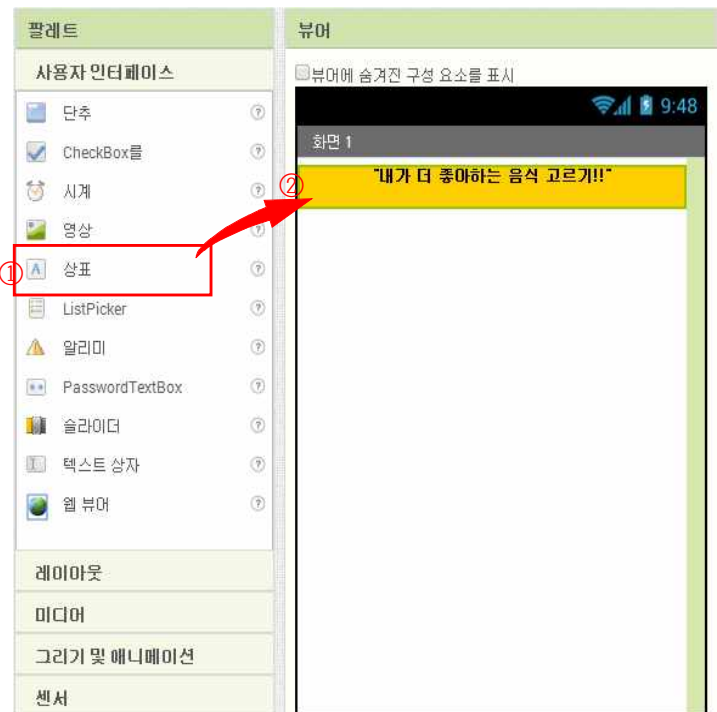 팔레트
사용자 인터페이스
단추
CheckBox를
시계
영상
① A 상표
ListPicker
알리미
PasswordTextBox
슬라이더
텍스트 상자
웹 뷰어
레이아웃
미디어
그리기 및 애니메이션
센서
뷰어
뷰어에 숨겨진 구성 요소를 표시
9:48
화면 1
② "내가 더 좋아하는 음식 고르기!!"